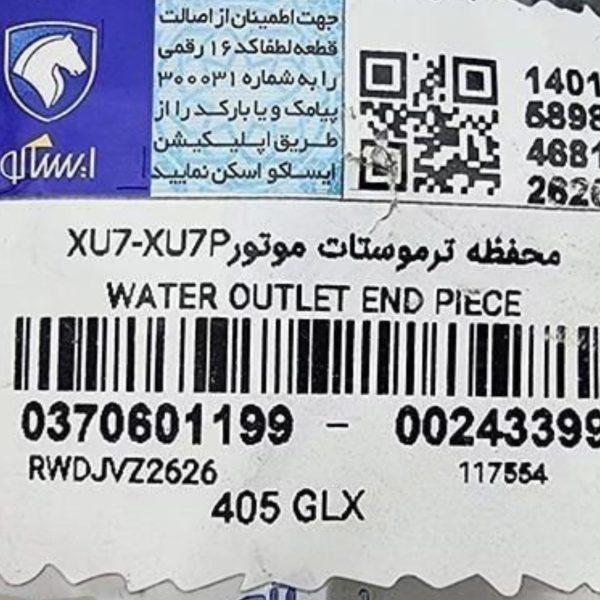 جهت اطمینان از اصالت
قطعه لطفا کد ۱۶ رقمی
را به شماره ۳۰۰۰۳۱
پیامک و یا بارکد را از
طریق اپلیکیشن
ایساکو اسکن نمایید
ایساکو
1401
5898
4681
2626
محفظه ترموستات موتور XU7-XU7P
WATER OUTLET END PIECE
0370601199 - 00243399
RWDJVZ2626 117554
405 GLX